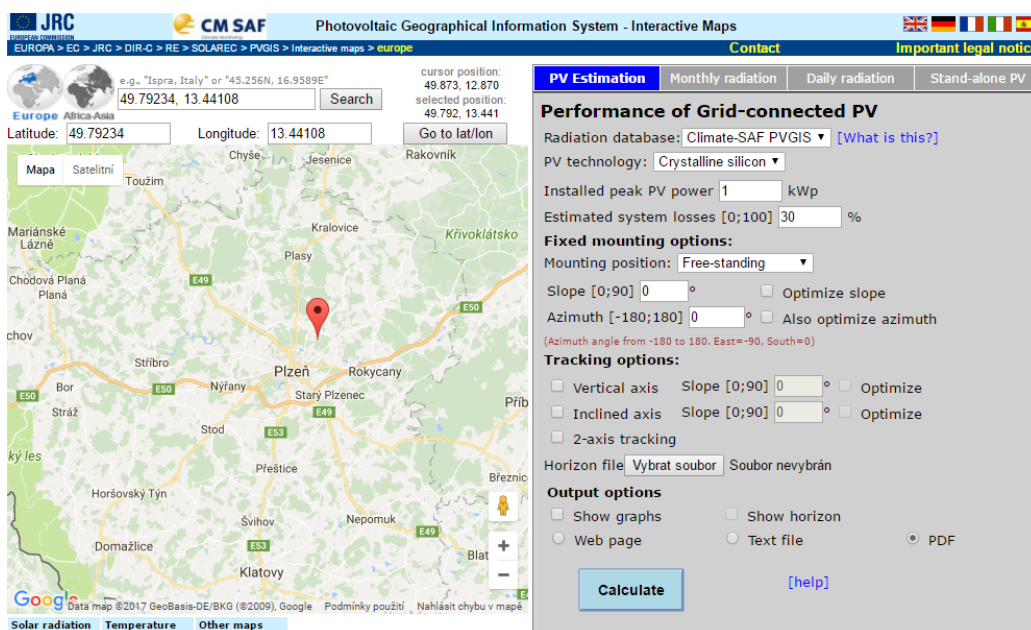 JRC
EUROPEAN COMMISSION
CM SAF
Climate Monitoring
Photovoltaic Geographical Information System - Interactive Maps
EUROPA > EC > JRC > DIR-C > RE > SOLAREC > PVGIS > Interactive maps > europe
Contact
Important legal notic
Europe
Africa-Asia
e.g., "Ispra, Italy" or "45.256N, 16.9589E"
49.79234, 13.44108
Search
cursor position:
49.873, 12.870
selected position:
49.792, 13.441
Latitude: 49.79234
Longitude: 13.44108
Go to lat/lon
Mapa
Satelitní
Chyše
Jesenice
Rakovník
Toužim
Mariánské
Lázně
Kralovice
Křivoklátsko
Plasy
Chodová Planá
Planá
E49
E50
chov
Stříbro
Plzeň
Rokycany
Bor
E50
Nýřany
Starý Plzenec
E50
E49
Příb
Stráž
Stod
E53
ký les
Přeštice
Březnic
Horšovský Týn
Švihov
Nepomuk
E49
Domažlice
E53
Blat
Klatovy
+
−
E
Google
Data map ©2017 GeoBasis-DE/BKG (©2009), Google
Podmínky použití
Nahlásit chybu v mapě
Solar radiation
Temperature
Other maps
PV Estimation
Monthly radiation
Daily radiation
Stand-alone PV
Performance of Grid-connected PV
Radiation database: Climate-SAF PVGIS ▼ [What is this?]
PV technology: Crystalline silicon ▼
Installed peak PV power 1 kWp
Estimated system losses [0;100] 30 %
Fixed mounting options:
Mounting position: Free-standing ▼
Slope [0;90] 0 ° Optimize slope
Azimuth [-180;180] 0 ° Also optimize azimuth
(Azimuth angle from -180 to 180. East=-90, South=0)
Tracking options:
Vertical axis Slope [0;90] 0 ° Optimize
Inclined axis Slope [0;90] 0 ° Optimize
2-axis tracking
Horizon file Vybrat soubor Soubor nevybrán
Output options
Show graphs
Show horizon
Web page
Text file
PDF
Calculate
[help]